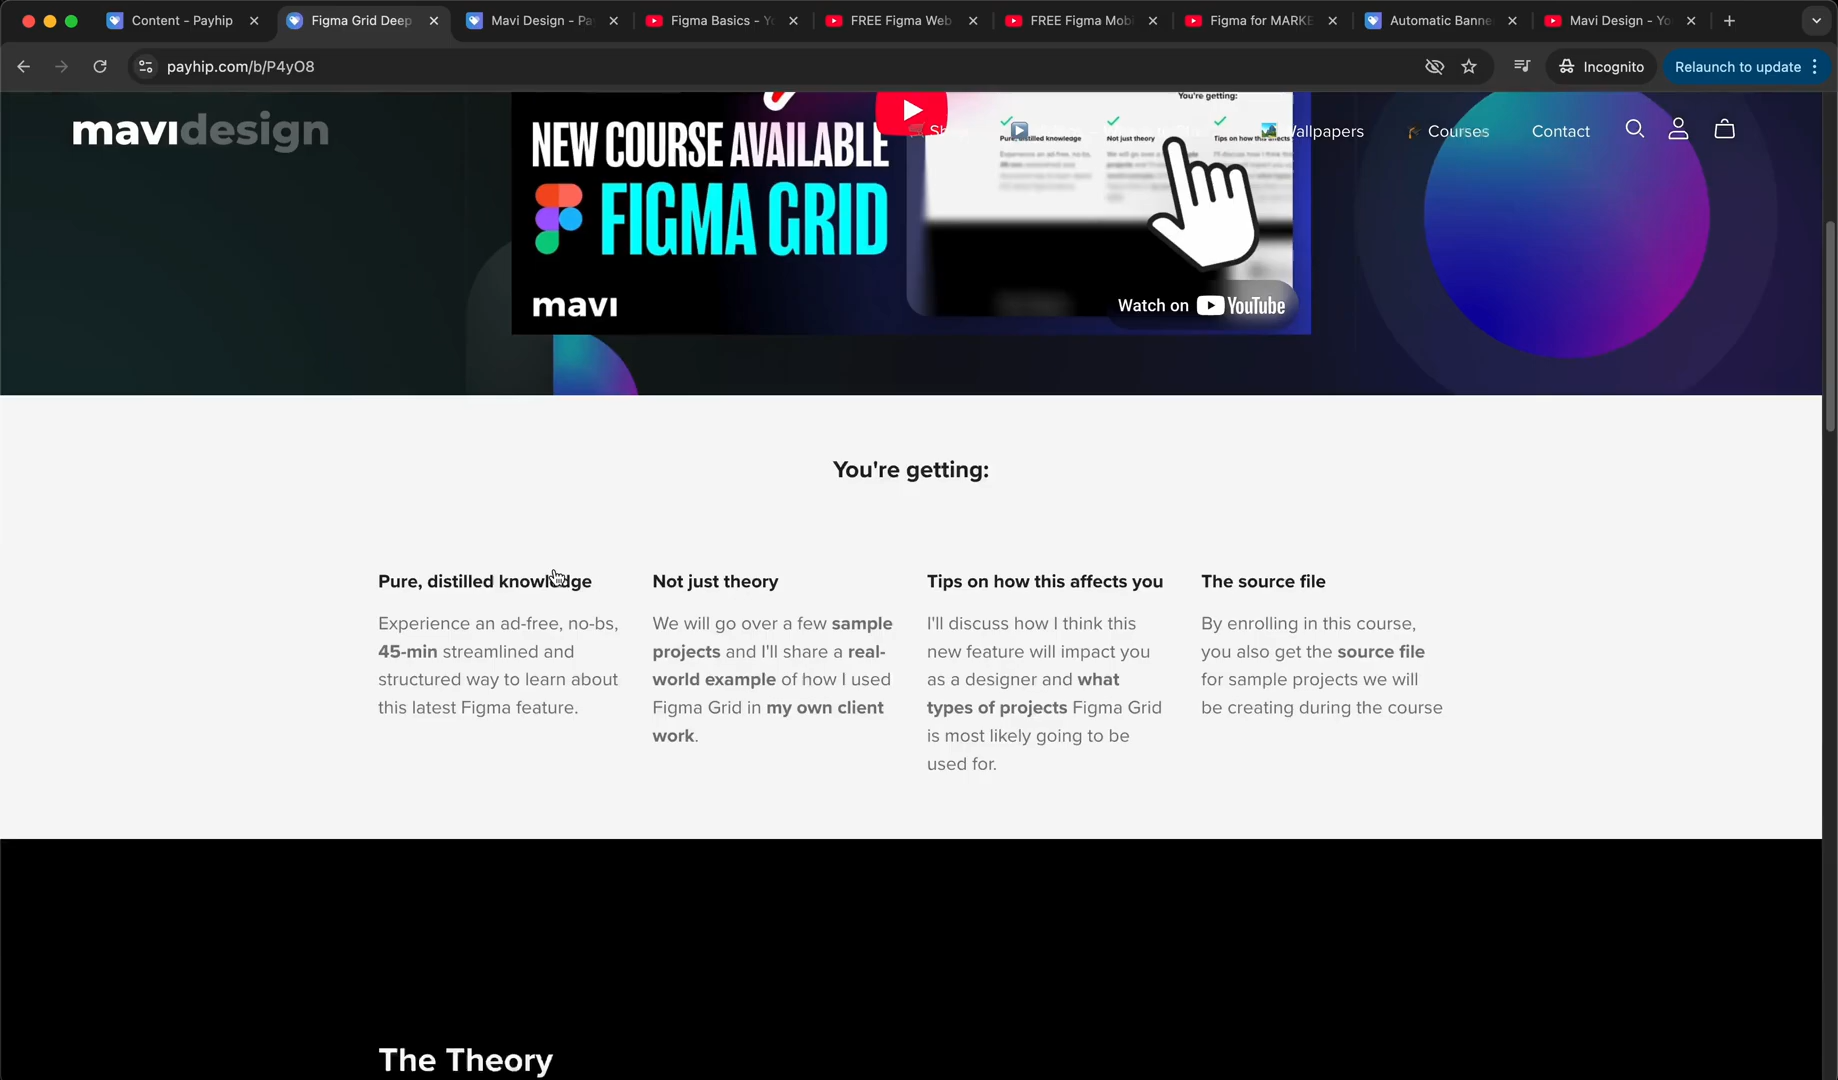 Content - Payhip
Figma Grid Deep
Mavi Design - Pa
Figma Basics - Yo
FREE Figma Web
FREE Figma Mobi
Figma for MARKE
Automatic Banne
Mavi Design - Yo
payhip.com/b/P4yO8
Incognito
Relaunch to update
mavidesign
Wallpapers
Courses
Contact
You're getting:
Pure, distilled knowledge
Not just theory
Tips on how this affects
NEW COURSE AVAILABLE
FIGMA GRID
mavi
Watch on YouTube
You're getting:
Pure, distilled knowledge
Experience an ad-free, no-bs,
45-min streamlined and
structured way to learn about
this latest Figma feature.
Not just theory
We will go over a few sample
projects and I'll share a real-
world example of how I used
Figma Grid in my own client
work.
Tips on how this affects you
I'll discuss how I think this
new feature will impact you
as a designer and what
types of projects Figma Grid
is most likely going to be
used for.
The source file
By enrolling in this course,
you also get the source file
for sample projects we will
be creating during the course
The Theory